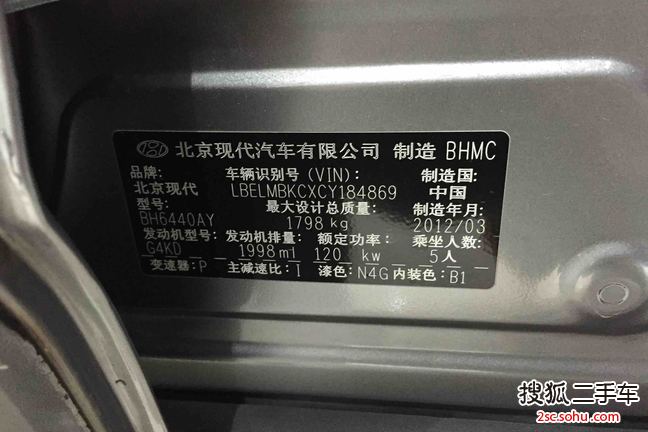 北京现代汽车有限公司 制造 BHMC
品牌: 车辆识别号(VIN): 制造国:
北京现代 LBELMBKCXCY184869 中国
型号: 最大设计总质量: 制造年月:
BH6440AY 1798 kg 2012/03
发动机型号: 发动机排量: 额定功率: 乘坐人数:
G4KD 1998 ml 120 kw 5人
变速器: P 主减速比: I 漆色: N4G 内装色: B1
搜狐二手车
2sc.sohu.com